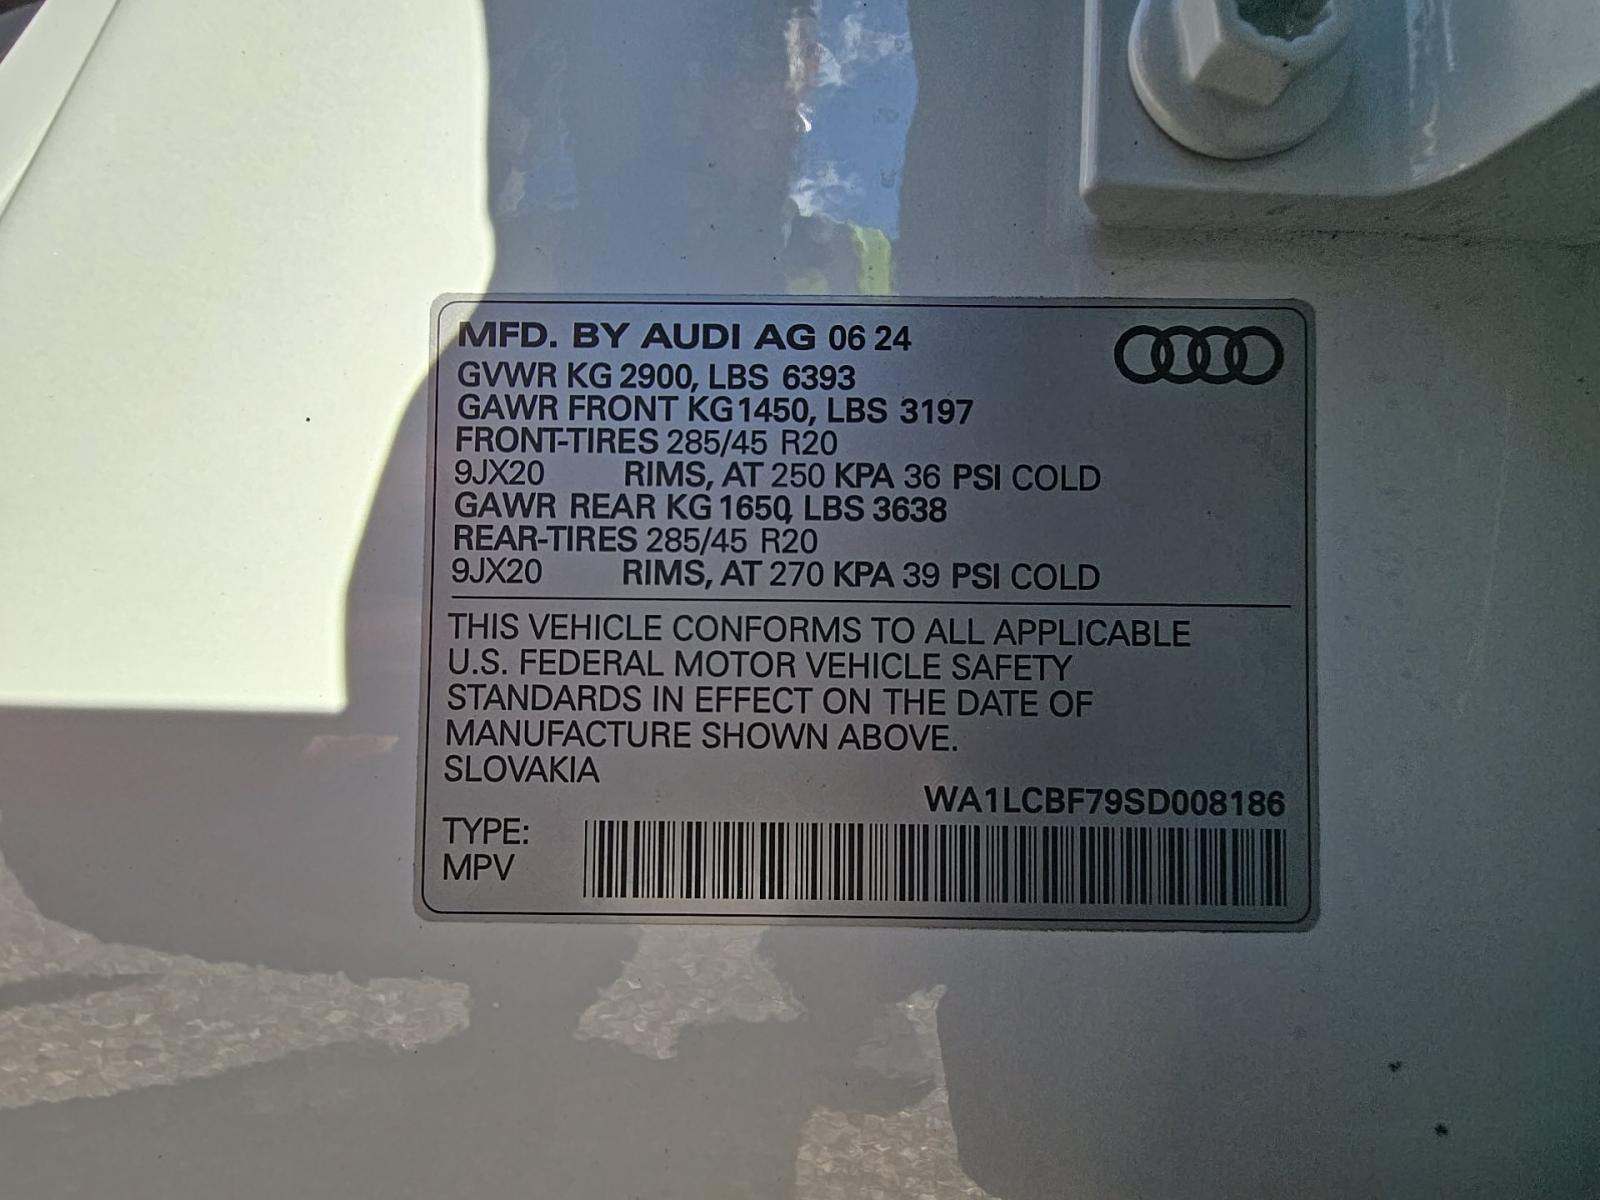 MFD. BY AUDI AG 06 24
GVWR KG 2900, LBS 6393
GAWR FRONT KG 1450, LBS 3197
FRONT-TIRES 285/45 R20
9JX20 RIMS, AT 250 KPA 36 PSI COLD
GAWR REAR KG 1650, LBS 3638
REAR-TIRES 285/45 R20
9JX20 RIMS, AT 270 KPA 39 PSI COLD
THIS VEHICLE CONFORMS TO ALL APPLICABLE
U.S. FEDERAL MOTOR VEHICLE SAFETY
STANDARDS IN EFFECT ON THE DATE OF
MANUFACTURE SHOWN ABOVE.
SLOVAKIA
WA1LCBF79SD008186
TYPE:
MPV